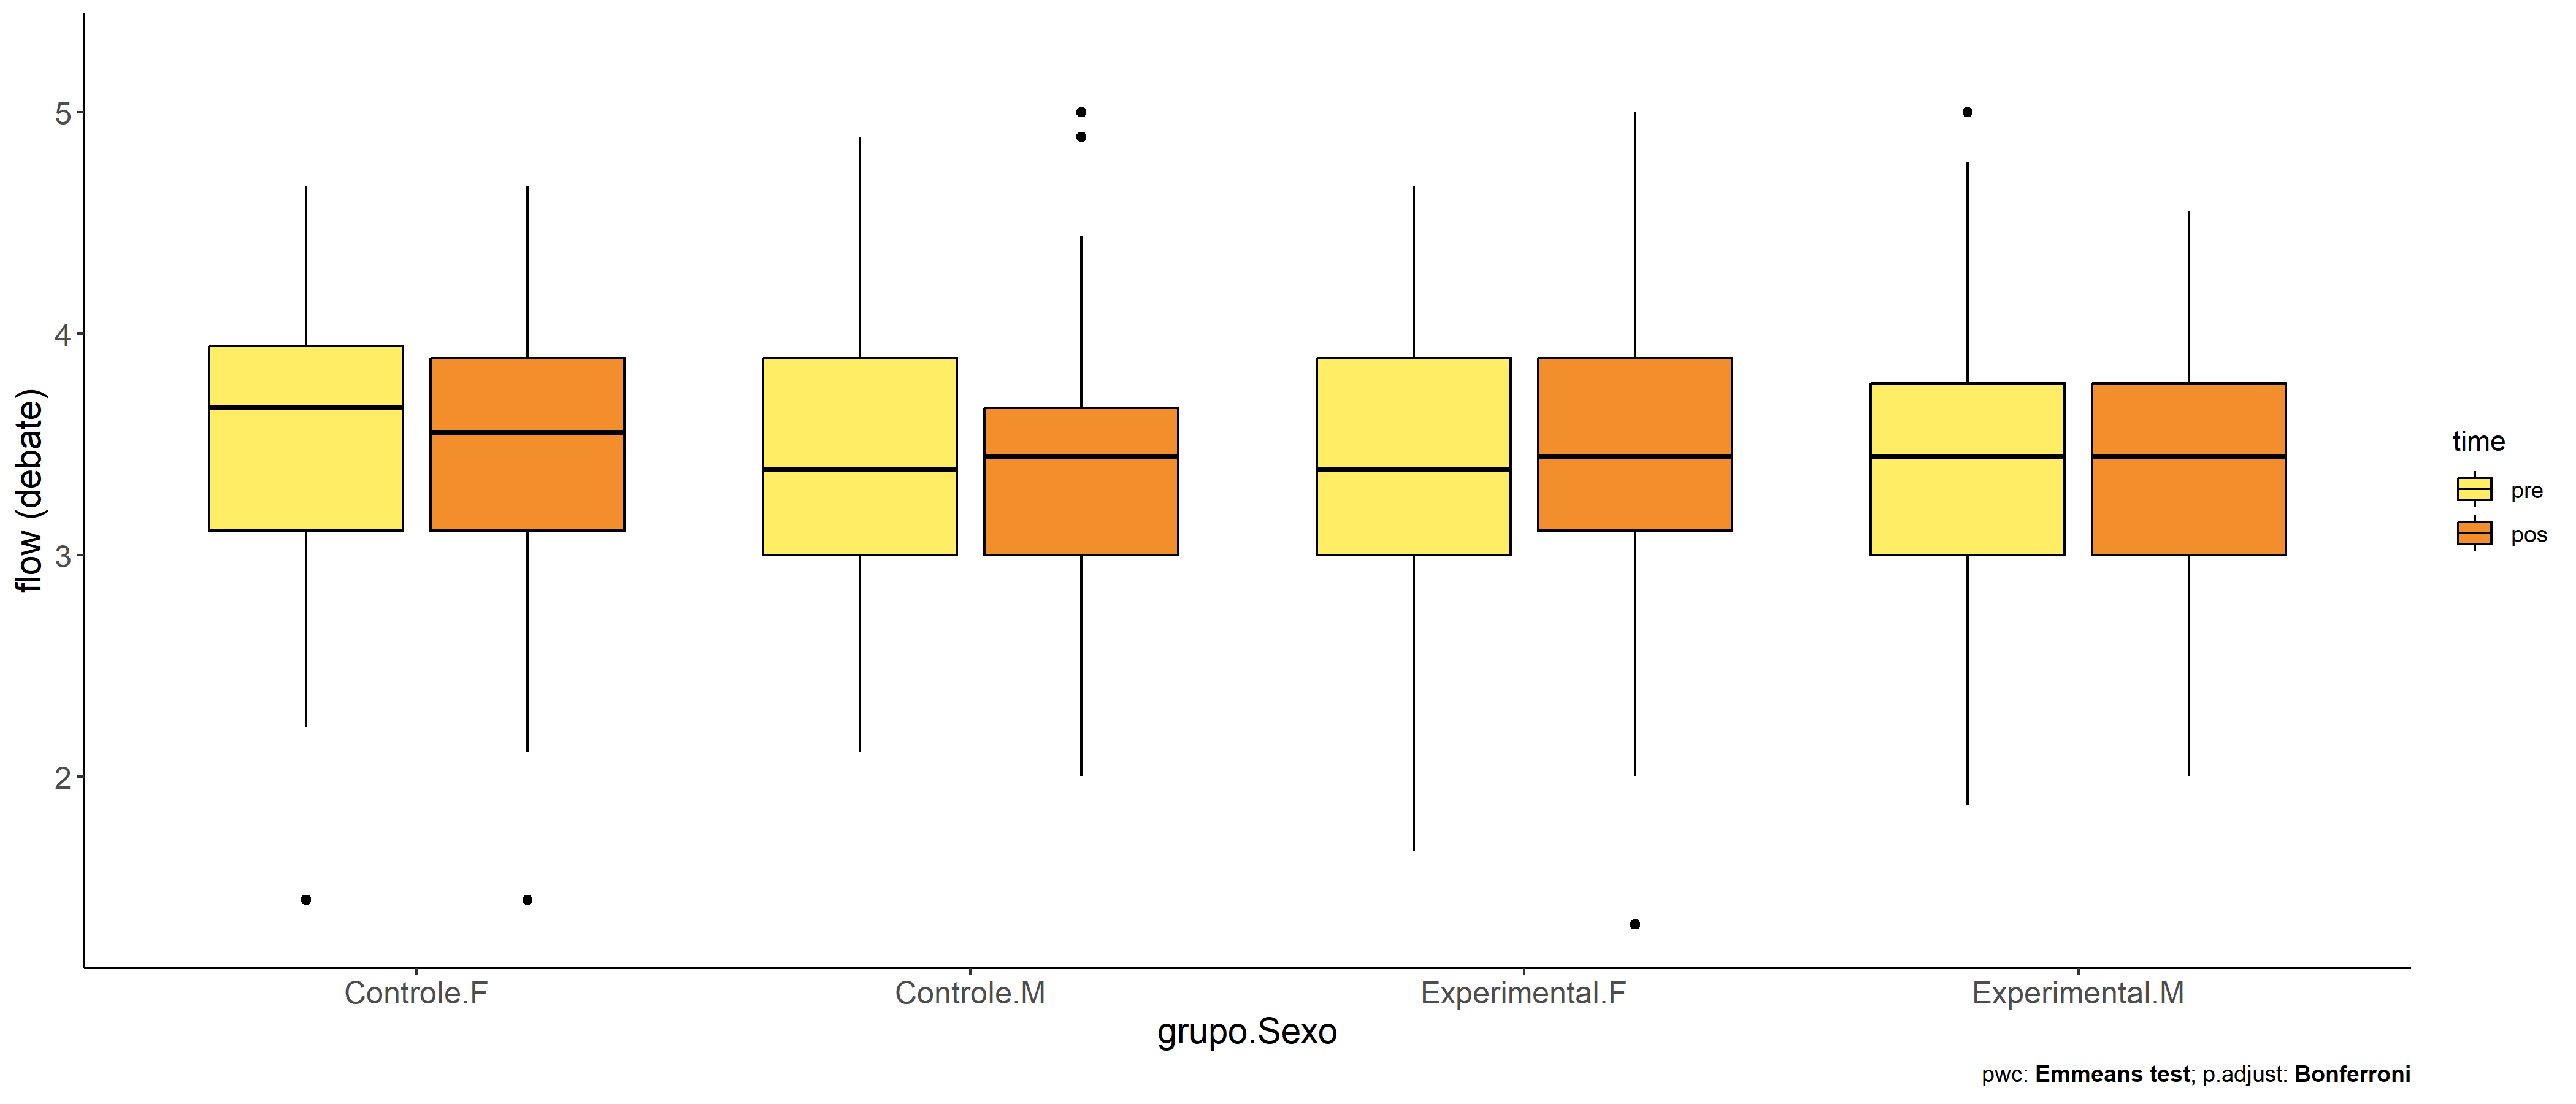 flow (debate)
5
4
3
2
Controle.F
Controle.M
Experimental.F
Experimental.M
grupo.Sexo
time
pre
pos
pwc: Emmeans test; p.adjust: Bonferroni